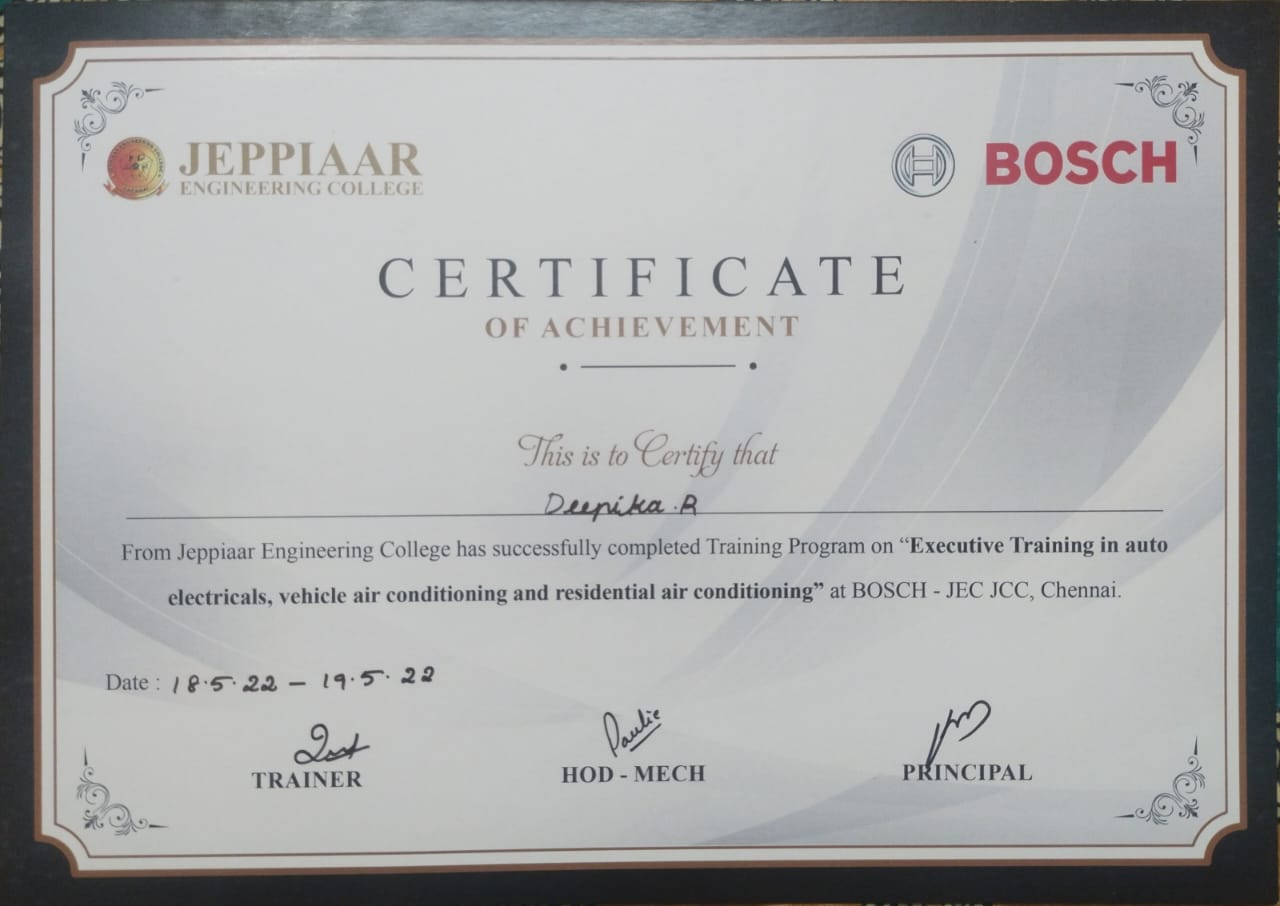 JEPPIAAR
ENGINEERING COLLEGE
BOSCH
CERTIFICATE
OF ACHIEVEMENT
This is to Certify that
Deepika.R
From Jeppiaar Engineering College has successfully completed Training Program on “Executive Training in auto
electricals, vehicle air conditioning and residential air conditioning” at BOSCH - JEC JCC, Chennai.
Date : 18.5.22 – 19.5.22
TRAINER
HOD - MECH
PRINCIPAL